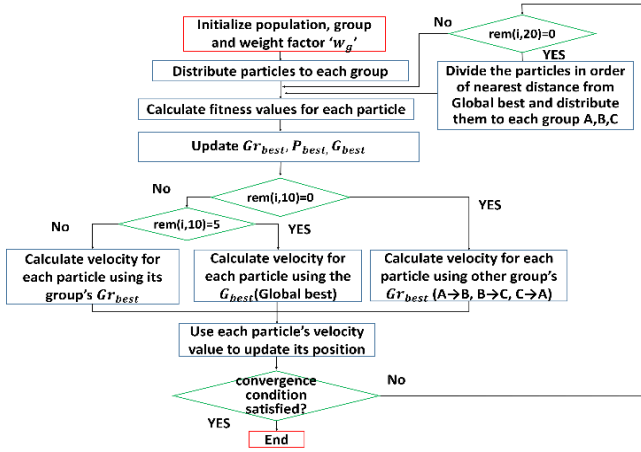 Initialize population, group
and weight factor ‘w_g’
Distribute particles to each group
Calculate fitness values for each particle
Update Gr_best, P_best, G_best
No
rem(i,20)=0
YES
Divide the particles in order
of nearest distance from
Global best and distribute
them to each group A,B,C
rem(i,10)=0
No
YES
rem(i,10)=5
No
YES
Calculate velocity for
each particle using its
group's Gr_best
Calculate velocity for
each particle using the
G_best(Global best)
Calculate velocity for each
particle using other group's
Gr_best (A→B, B→C, C→A)
Use each particle's velocity
value to update its position
convergence
condition
satisfied?
No
YES
End